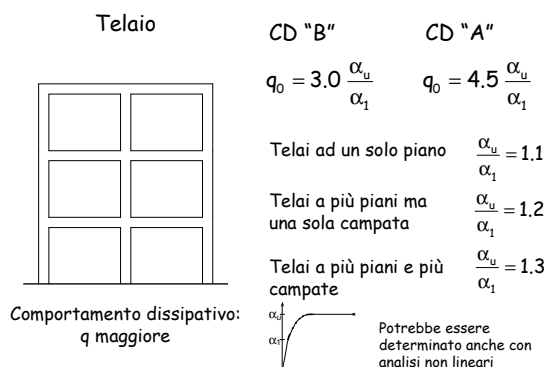 Telaio
CD “B”
CD “A”
q₀ = 3.0 αᵤ/α₁
q₀ = 4.5 αᵤ/α₁
Telai ad un solo piano
αᵤ/α₁ = 1.1
Telai a più piani ma
una sola campata
αᵤ/α₁ = 1.2
Telai a più piani e più
campate
αᵤ/α₁ = 1.3
Comportamento dissipativo:
q maggiore
αᵤ
α₁
Potrebbe essere
determinato anche con
analisi non lineari